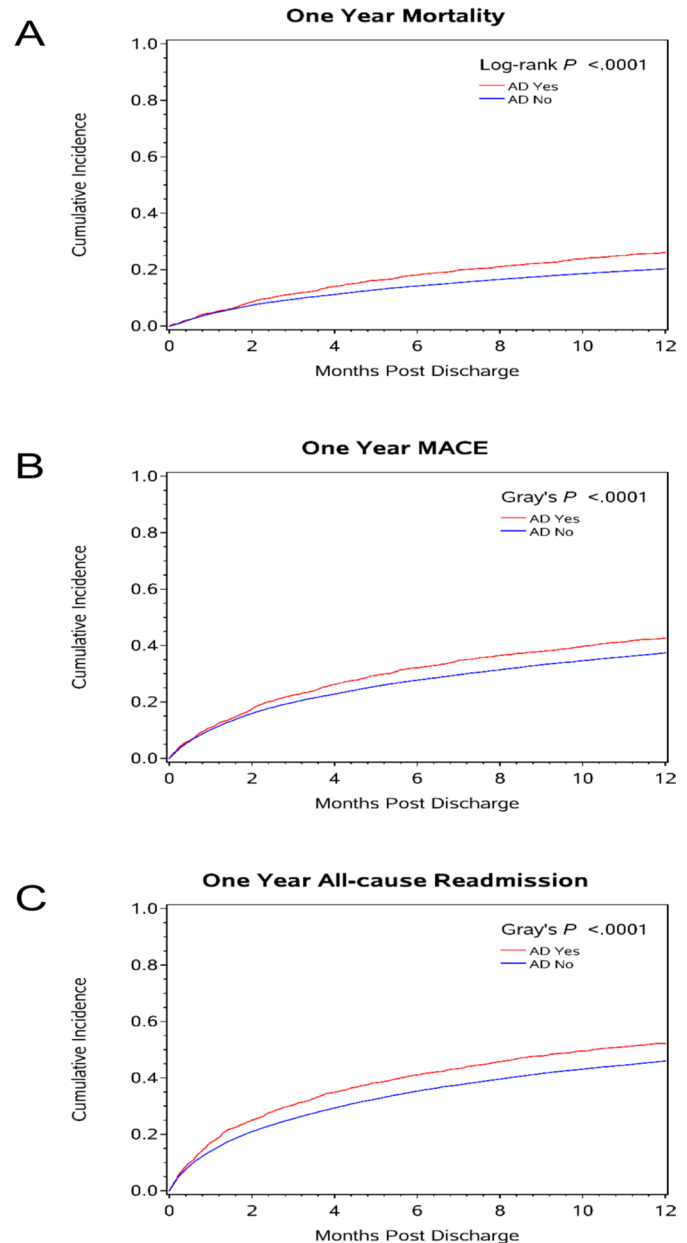 A
One Year Mortality
Log-rank P <.0001
AD Yes
AD No
Cumulative Incidence
1.0
0.8
0.6
0.4
0.2
0.0
0 2 4 6 8 10 12
Months Post Discharge
B
One Year MACE
Gray's P <.0001
AD Yes
AD No
Cumulative Incidence
1.0
0.8
0.6
0.4
0.2
0.0
0 2 4 6 8 10 12
Months Post Discharge
C
One Year All-cause Readmission
Gray's P <.0001
AD Yes
AD No
Cumulative Incidence
1.0
0.8
0.6
0.4
0.2
0.0
0 2 4 6 8 10 12
Months Post Discharge